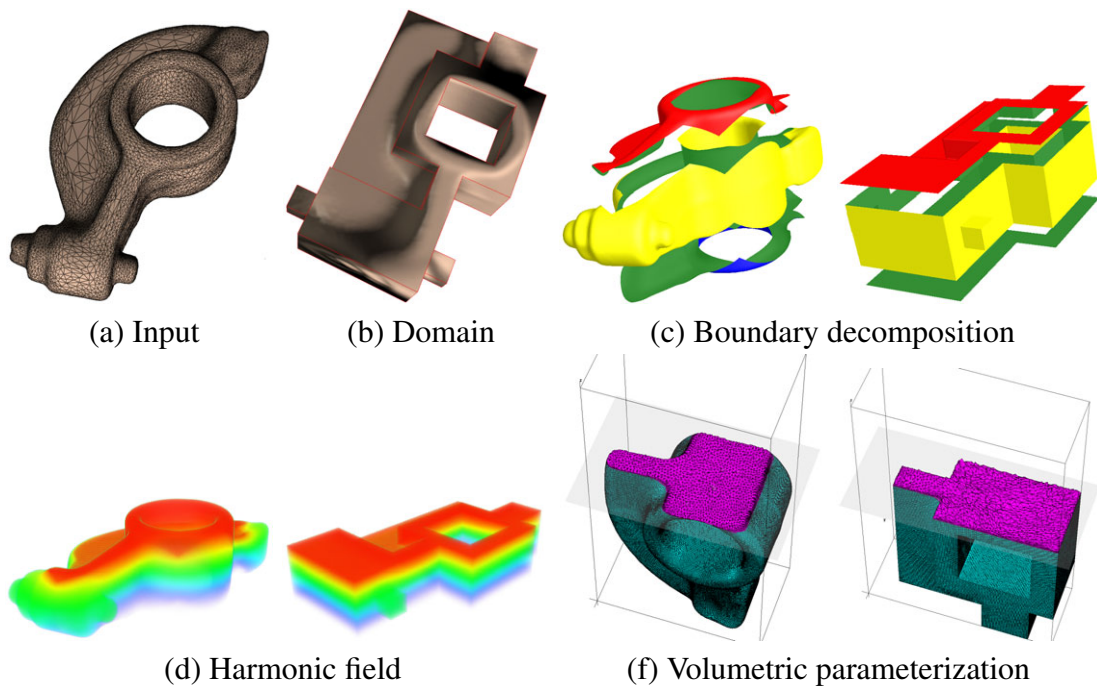 (a) Input
(b) Domain
(c) Boundary decomposition
(d) Harmonic field
(f) Volumetric parameterization